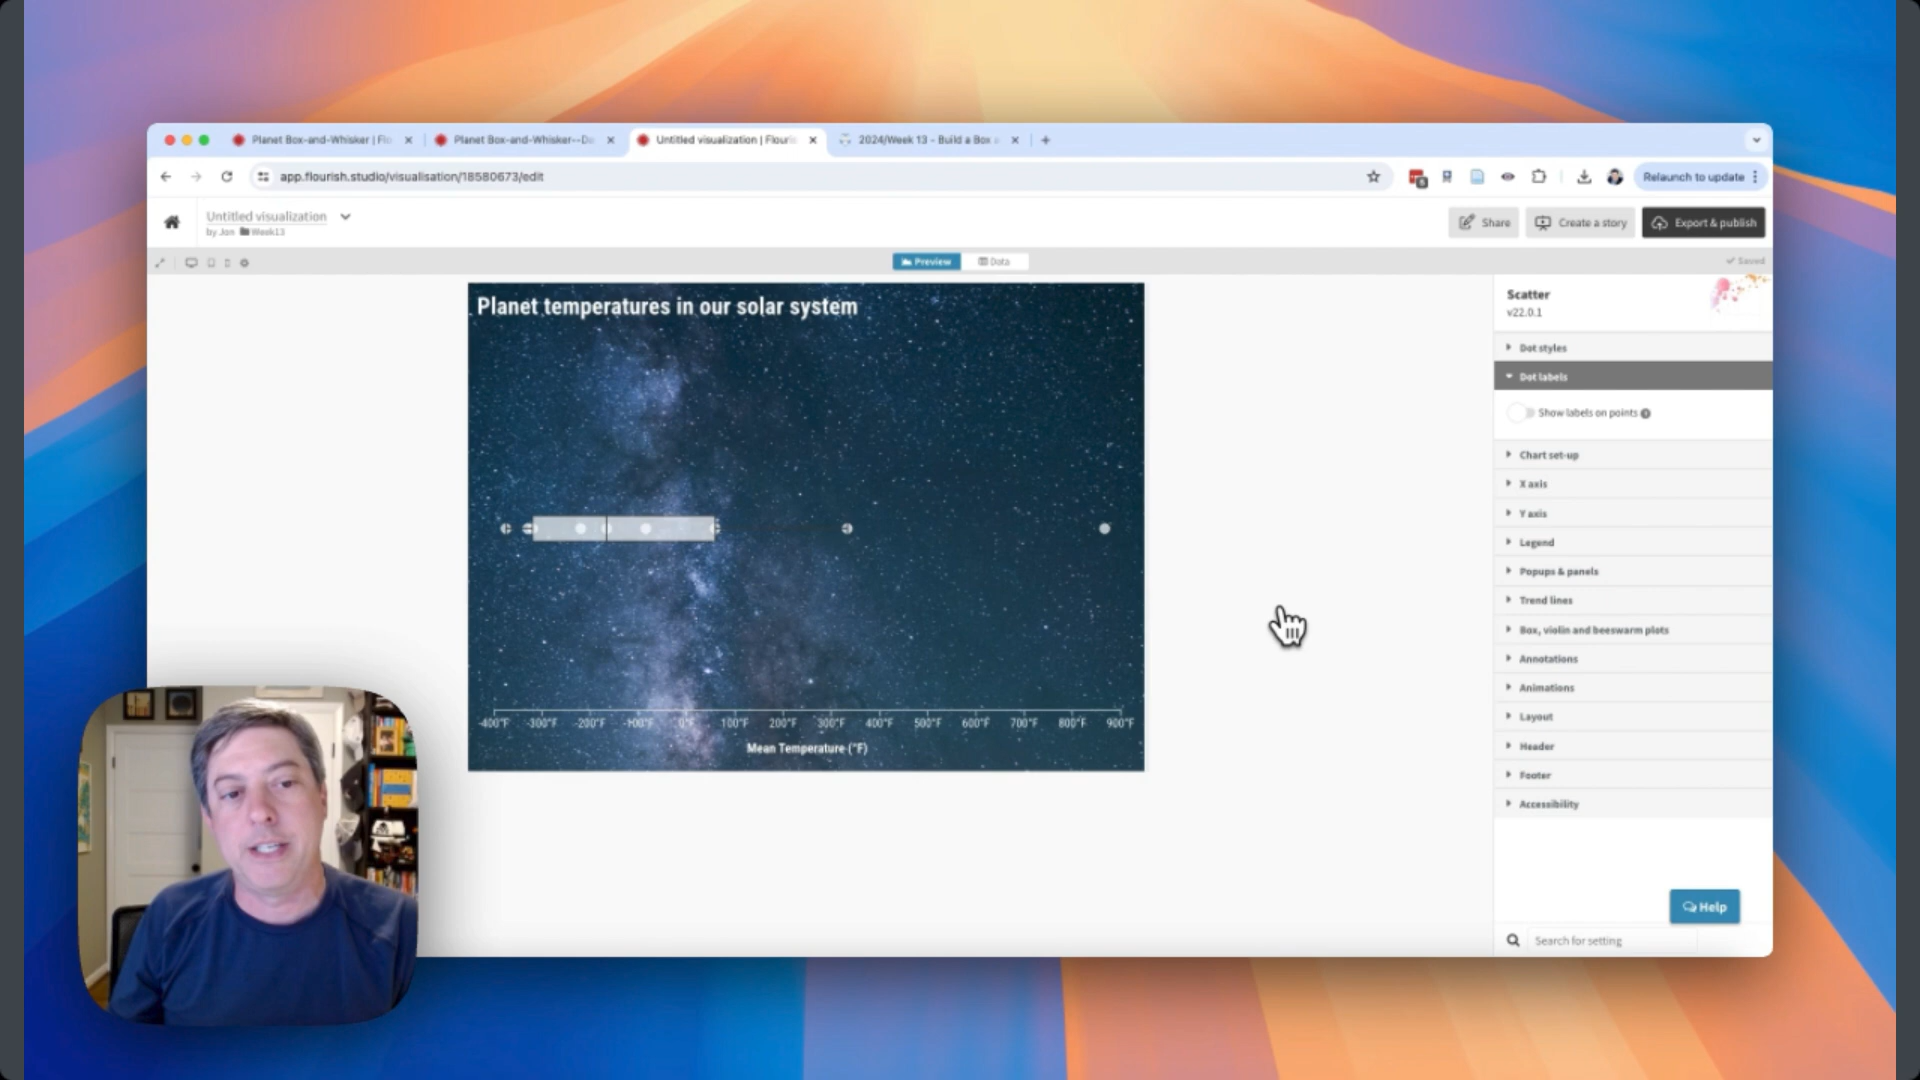 Planet Box-and-Whisker | Flo
Planet Box-and-Whisker--Da
Untitled visualization | Flouris
2024/Week 13 - Build a Box a
app.flourish.studio/visualisation/18580673/edit
Relaunch to update
Untitled visualization
by Jon Week13
Share
Create a story
Export & publish
Preview
Data
Saved
Planet temperatures in our solar system
-400°F -300°F -200°F -100°F 0°F 100°F 200°F 300°F 400°F 500°F 600°F 700°F 800°F 900°F
Mean Temperature (°F)
Scatter
v22.0.1
Dot styles
Dot labels
Show labels on points
Chart set-up
X axis
Y axis
Legend
Popups & panels
Trend lines
Box, violin and beeswarm plots
Annotations
Animations
Layout
Header
Footer
Accessibility
Help
Search for setting